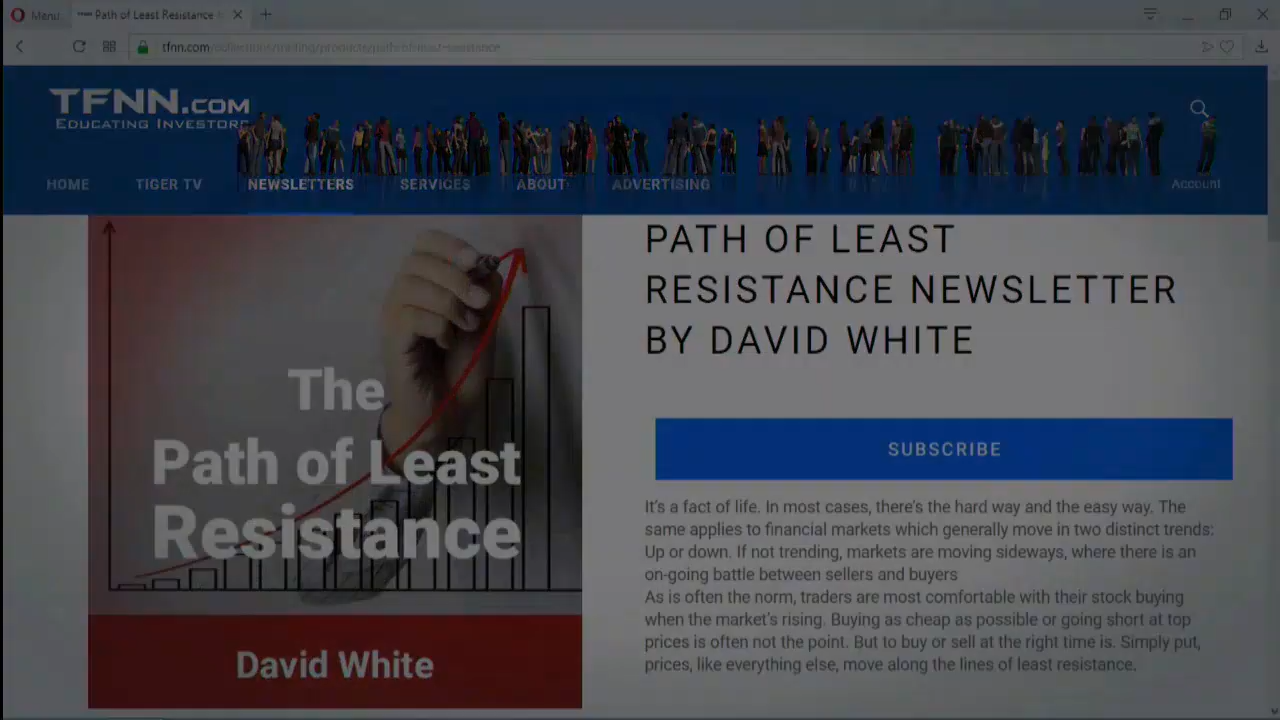 Menu
Path of Least Resistance
tfnn.com/collections/trading/products/path-of-least-resistance
TFNN.COM
EDUCATING INVESTORS
HOME TIGER TV NEWSLETTERS SERVICES ABOUT ADVERTISING Account
PATH OF LEAST
RESISTANCE NEWSLETTER
BY DAVID WHITE
The
Path of Least
Resistance
David White
SUBSCRIBE
It's a fact of life. In most cases, there's the hard way and the easy way. The
same applies to financial markets which generally move in two distinct trends:
Up or down. If not trending, markets are moving sideways, where there is an
on-going battle between sellers and buyers
As is often the norm, traders are most comfortable with their stock buying
when the market's rising. Buying as cheap as possible or going short at top
prices is often not the point. But to buy or sell at the right time is. Simply put,
prices, like everything else, move along the lines of least resistance.